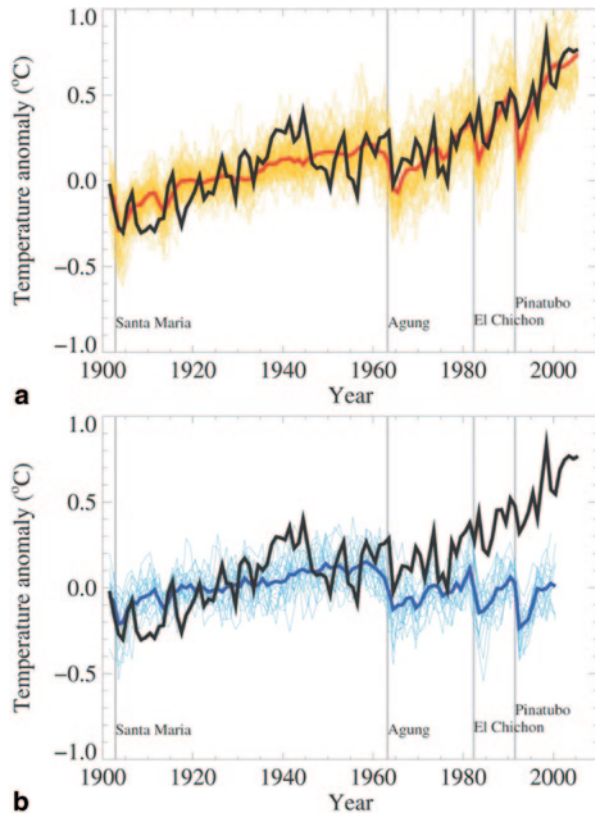 Temperature anomaly (°C)
1.0
0.5
0.0
−0.5
−1.0
Santa Maria
Agung
El Chichon
Pinatubo
1900 1920 1940 1960 1980 2000
Year
a
Temperature anomaly (°C)
1.0
0.5
0.0
−0.5
−1.0
Santa Maria
Agung
El Chichon
Pinatubo
1900 1920 1940 1960 1980 2000
Year
b